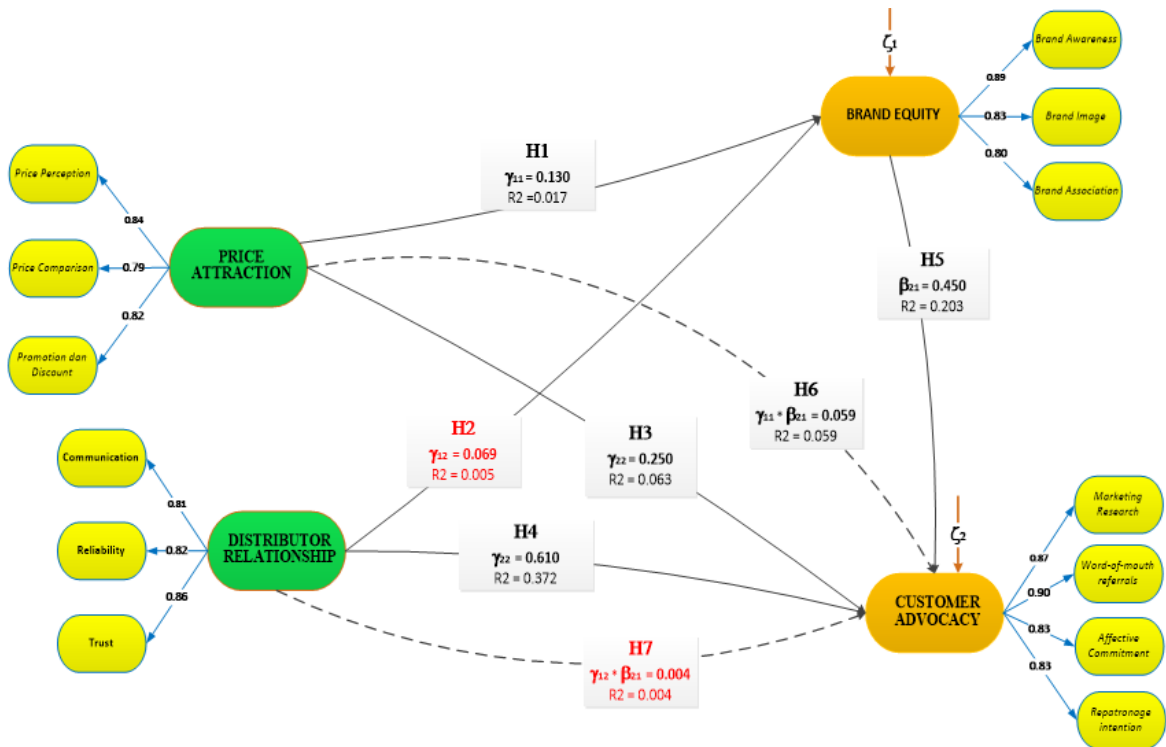 ζ1
Brand Awareness
0.89
BRAND EQUITY
0.83
Brand Image
0.80
Brand Association
H1
γ11 = 0.130
R2 =0.017
Price Perception
0.84
PRICE
ATTRACTION
0.79
Price Comparison
0.82
Promotion dan
Discount
H5
β21 = 0.450
R2 = 0.203
H6
γ11 * β21 = 0.059
R2 = 0.059
H2
γ12 = 0.069
R2 = 0.005
H3
γ22 = 0.250
R2 = 0.063
Communication
0.81
Reliability
0.82
DISTRIBUTOR
RELATIONSHIP
0.86
Trust
H4
γ22 = 0.610
R2 = 0.372
H7
γ12 * β21 = 0.004
R2 = 0.004
ζ2
CUSTOMER
ADVOCACY
Marketing
Research
0.87
Word-of-mouth
referrals
0.90
0.83
Affective
Commitment
0.83
Repatronage
intention